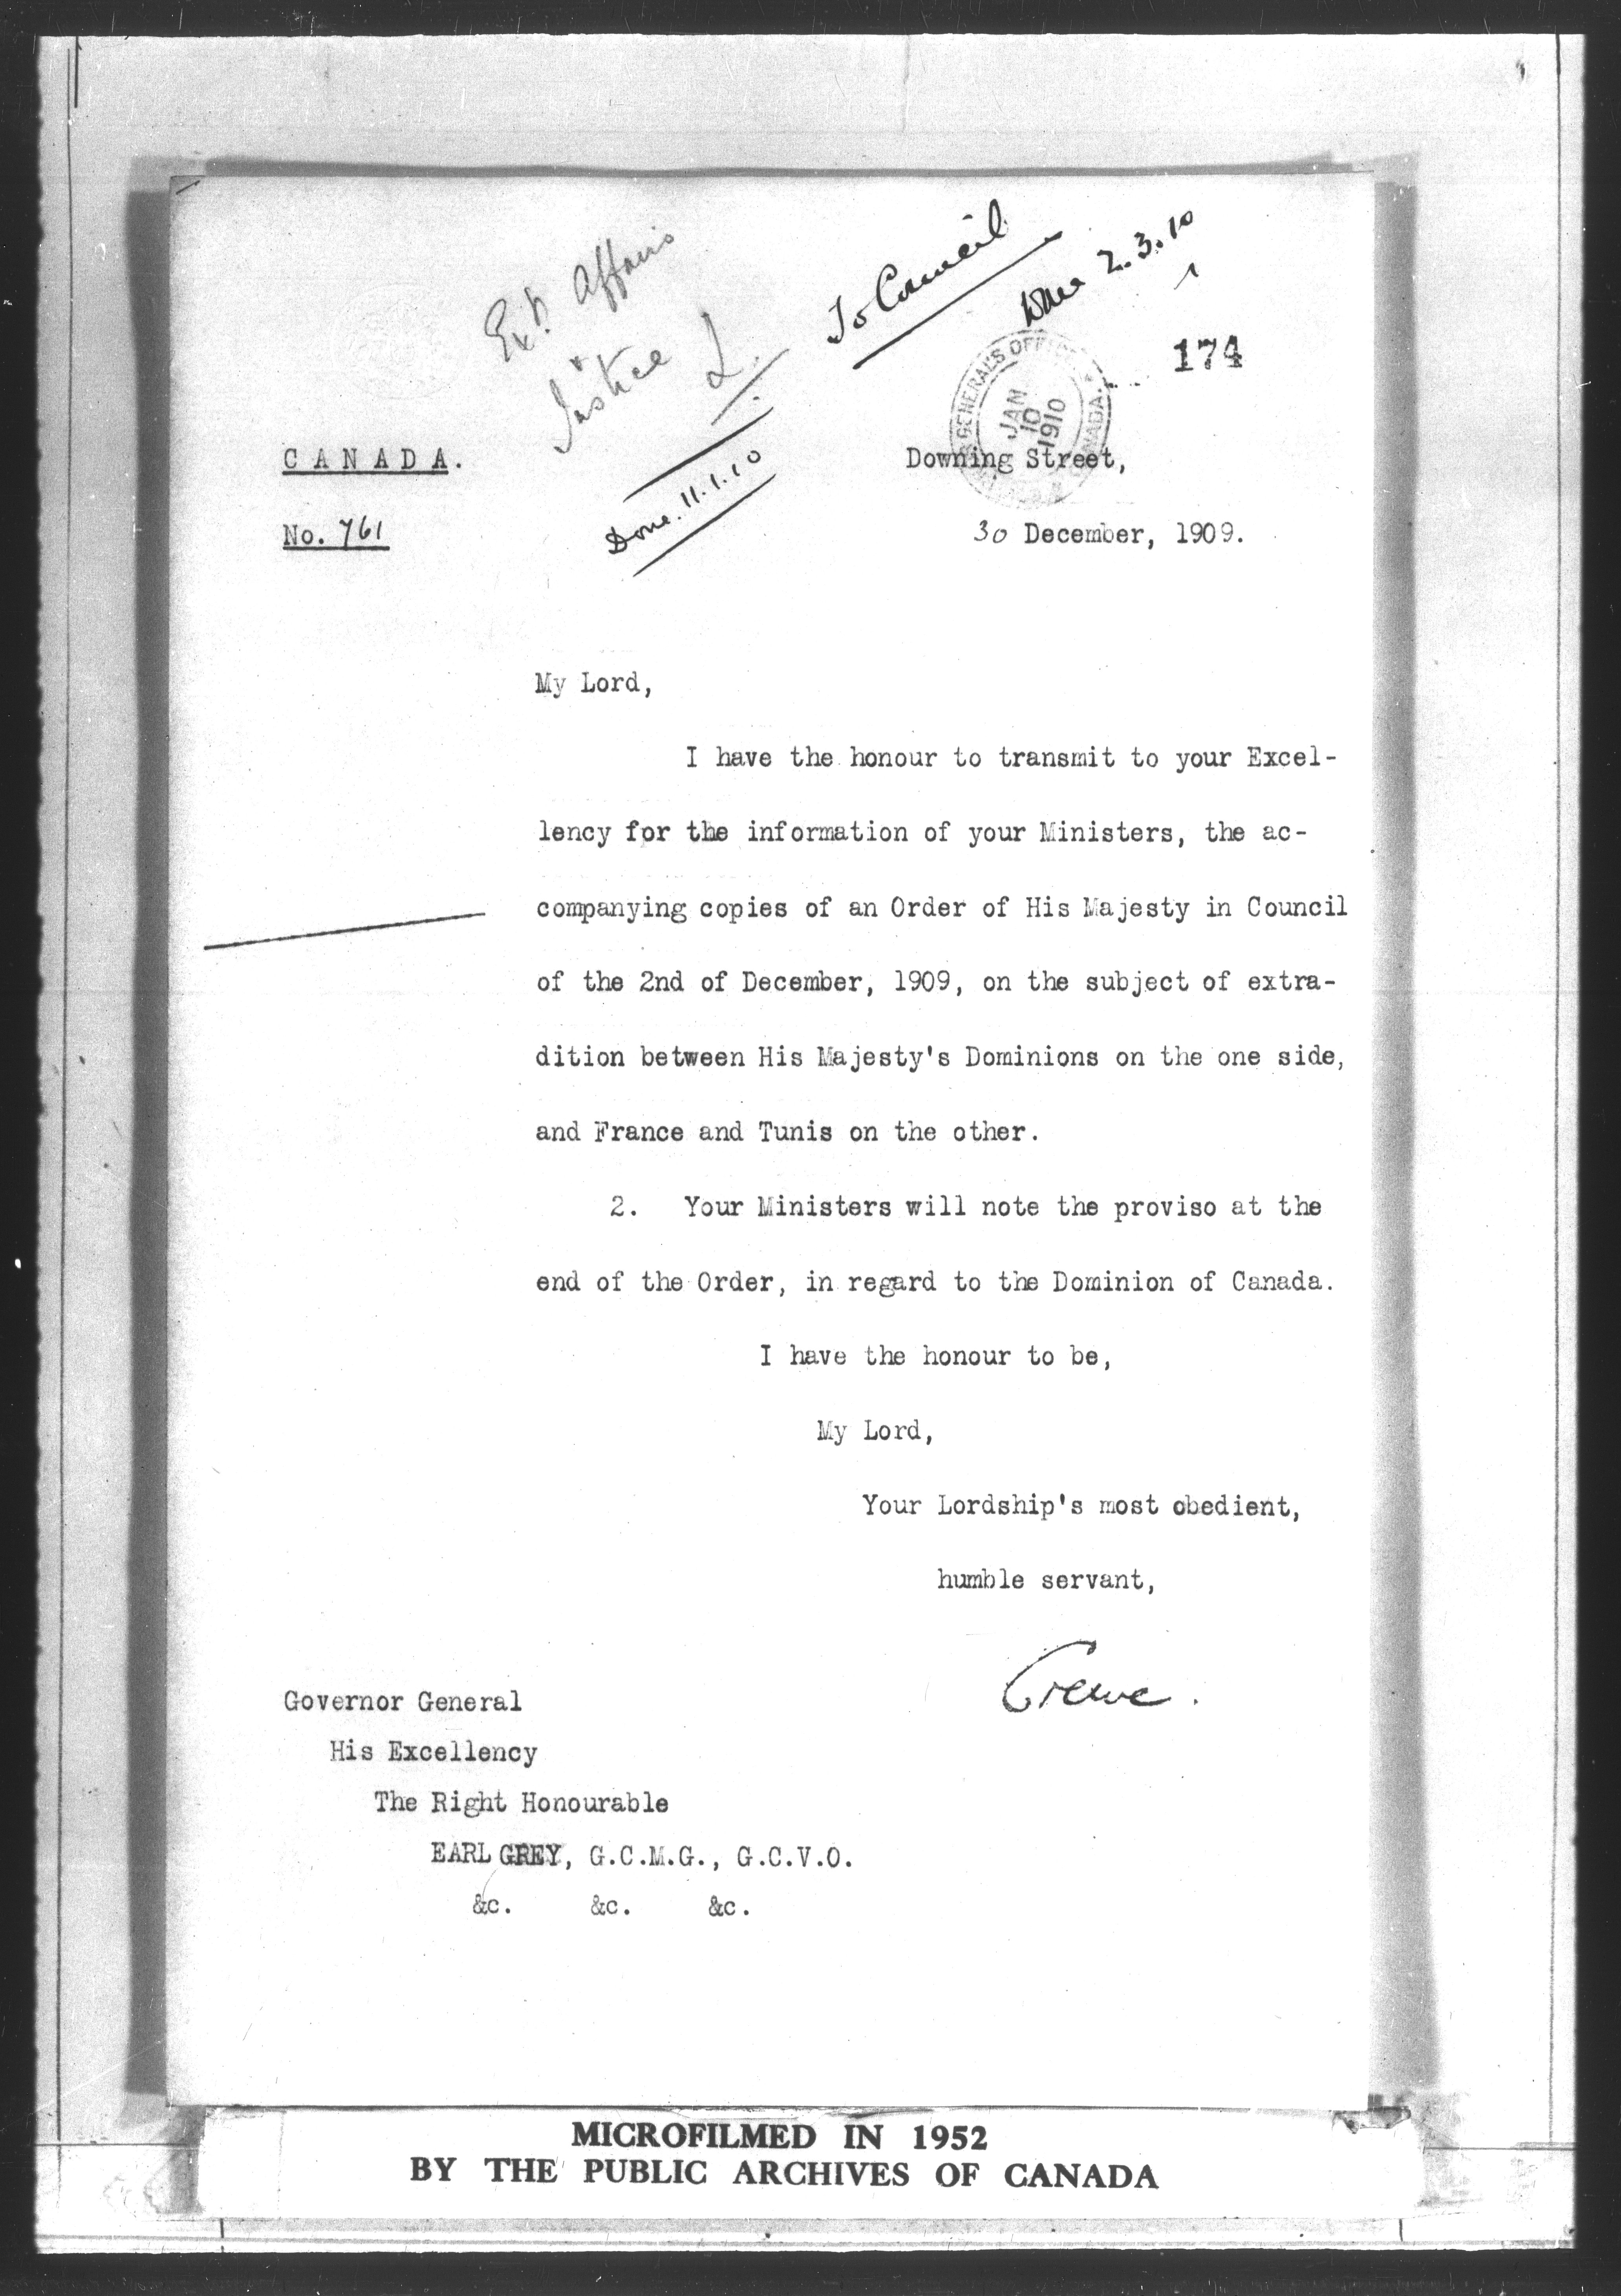 Ext. Affairs
Justice
To Council
Done 2.3.10
174
GENERAL'S OFFICE
CANADA
JAN
10
1910
CANADA.
Downing Street,
No. 761
Done. 11.1.10
30 December, 1909.
My Lord,
I have the honour to transmit to your Excel-
lency for the information of your Ministers, the ac-
companying copies of an Order of His Majesty in Council
of the 2nd of December, 1909, on the subject of extra-
dition between His Majesty's Dominions on the one side,
and France and Tunis on the other.
2. Your Ministers will note the proviso at the
end of the Order, in regard to the Dominion of Canada.
I have the honour to be,
My Lord,
Your Lordship's most obedient,
humble servant,
Crewe.
Governor General
His Excellency
The Right Honourable
EARL GREY, G.C.M.G., G.C.V.O.
&c. &c. &c.
MICROFILMED IN 1952
BY THE PUBLIC ARCHIVES OF CANADA